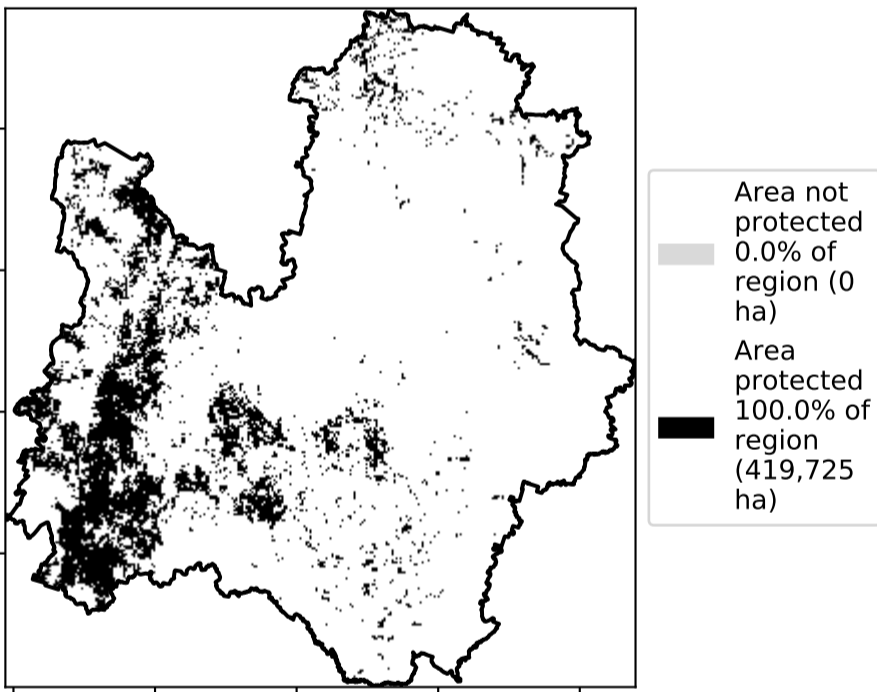 Area not
protected
0.0% of
region (0
ha)
Area
protected
100.0% of
region
(419,725
ha)